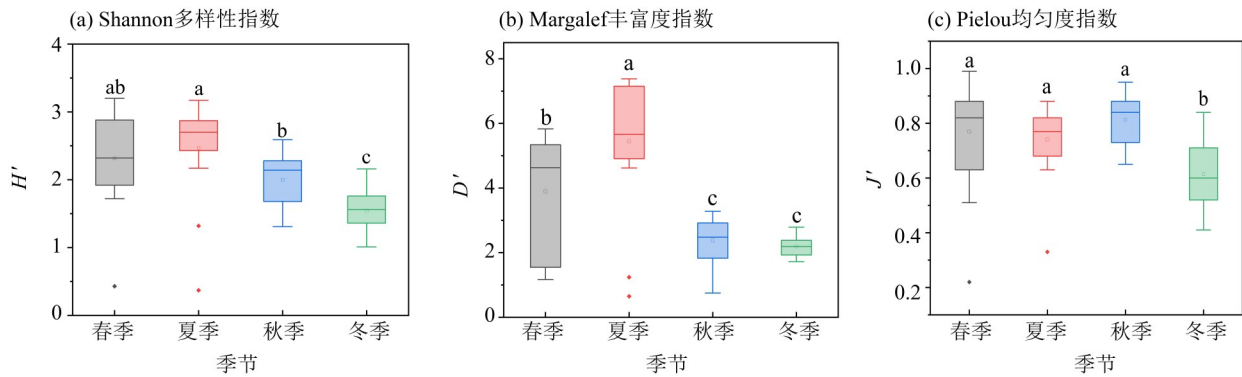 (a) Shannon多样性指数
4
3
2
1
0
H′
ab
a
b
c
春季
夏季
秋季
冬季
季节
(b) Margalef丰富度指数
8
6
4
2
0
D′
b
a
c
c
春季
夏季
秋季
冬季
季节
(c) Pielou均匀度指数
1.0
0.8
0.6
0.4
0.2
J′
a
a
a
b
春季
夏季
秋季
冬季
季节